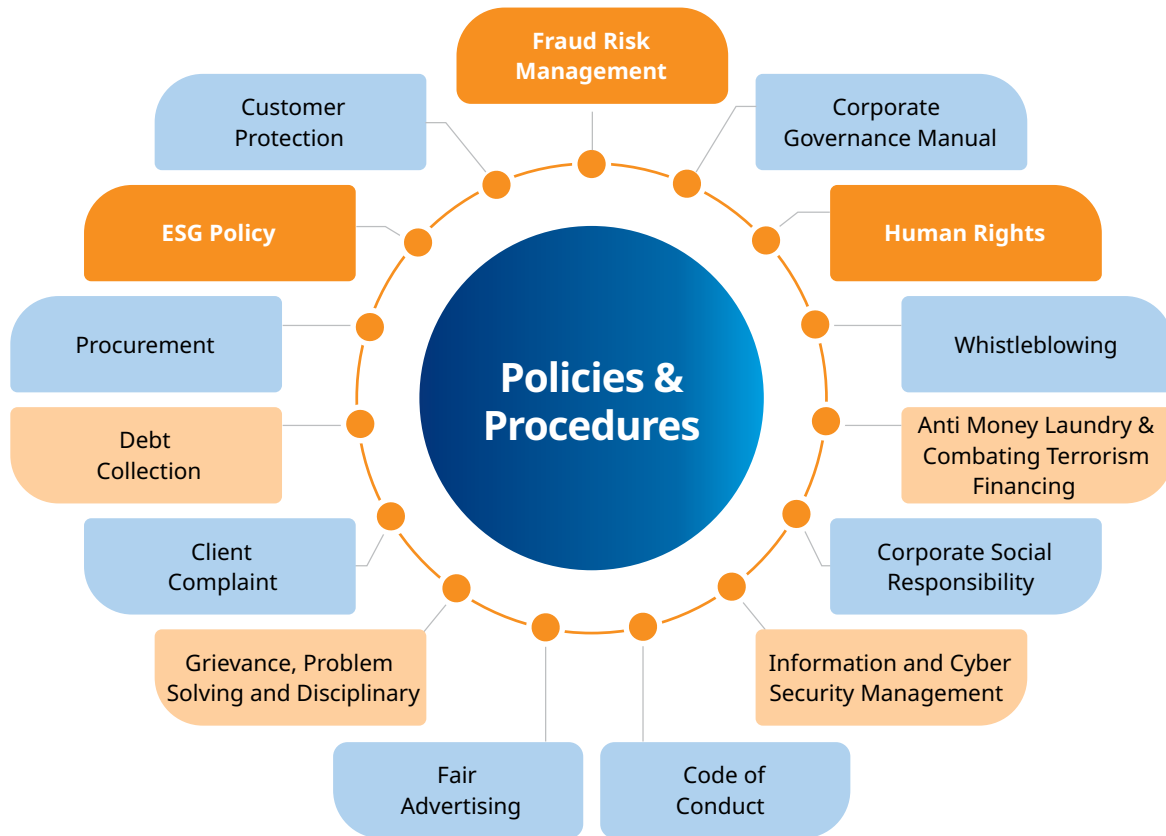 Fraud Risk
Management
Customer
Protection
Corporate
Governance Manual
ESG Policy
Human Rights
Procurement
Whistleblowing
Policies &
Procedures
Debt
Collection
Anti Money Laundry &
Combating Terrorism
Financing
Client
Complaint
Corporate Social
Responsibility
Grievance, Problem
Solving and Disciplinary
Information and Cyber
Security Management
Fair
Advertising
Code of
Conduct